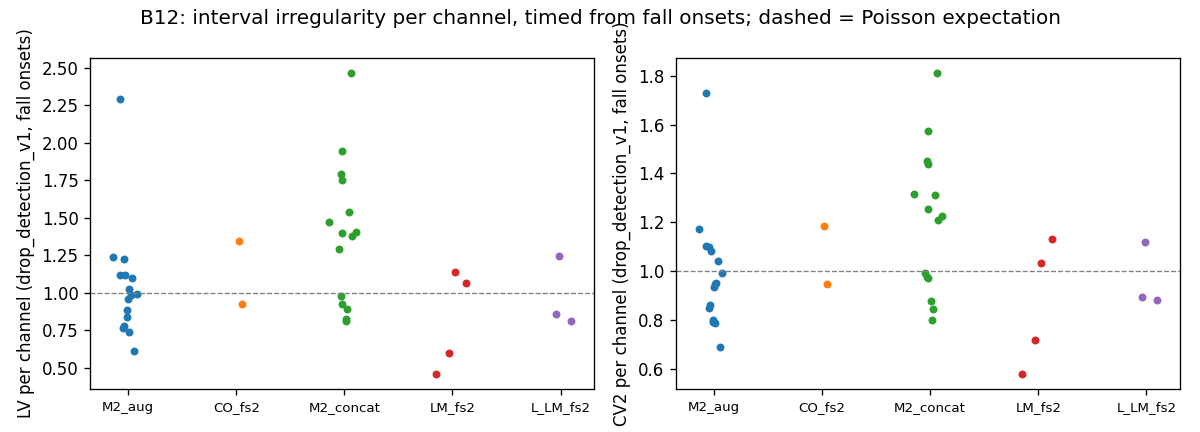 B12: interval irregularity per channel, timed from fall onsets; dashed = Poisson expectation
LV per channel (drop_detection_v1, fall onsets)
2.50
2.25
2.00
1.75
1.50
1.25
1.00
0.75
0.50
M2_aug
CO_fs2
M2_concat
LM_fs2
L_LM_fs2
CV2 per channel (drop_detection_v1, fall onsets)
1.8
1.6
1.4
1.2
1.0
0.8
0.6
M2_aug
CO_fs2
M2_concat
LM_fs2
L_LM_fs2